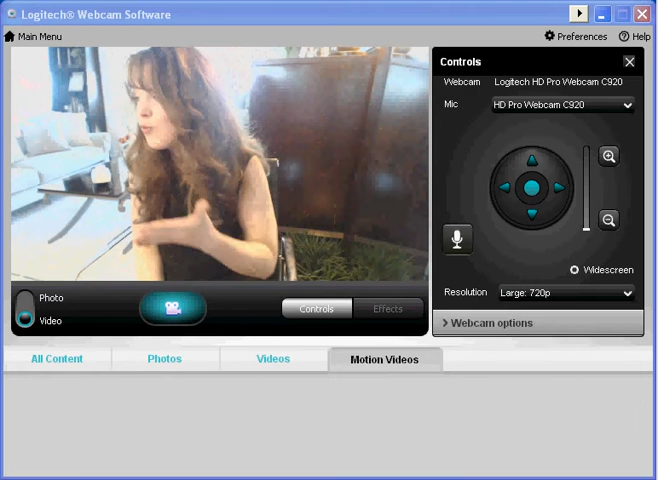 Logitech® Webcam Software
Main Menu
Preferences
Help
Controls
Webcam Logitech HD Pro Webcam C920
Mic HD Pro Webcam C920
Widescreen
Resolution Large: 720p
Webcam options
Photo
Video
Controls
Effects
All Content
Photos
Videos
Motion Videos